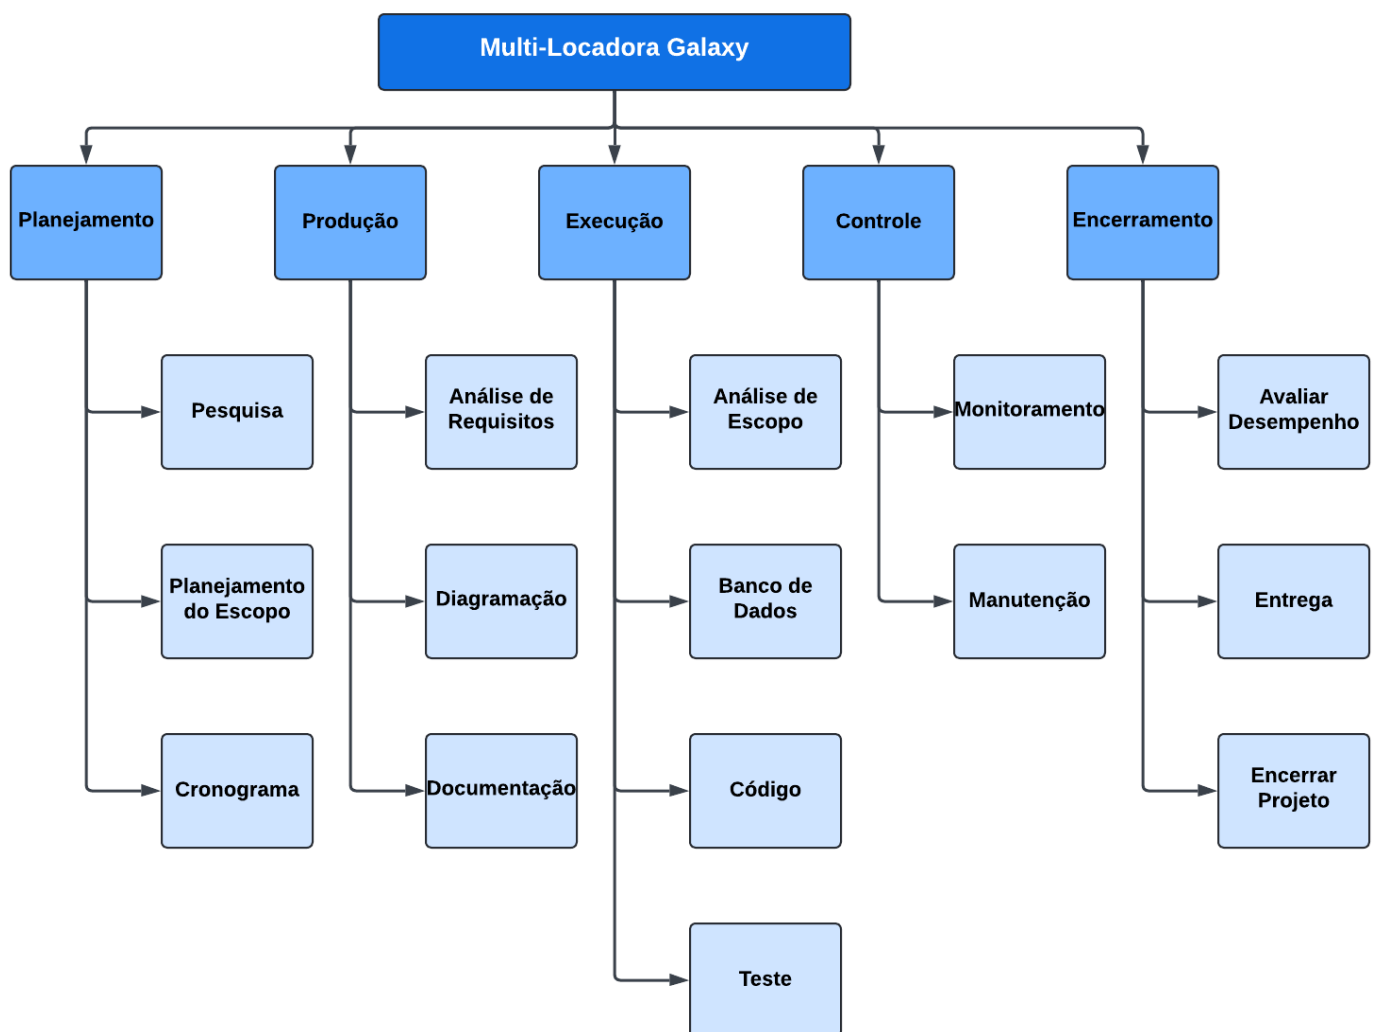 Multi-Locadora Galaxy
Planejamento
Produção
Execução
Controle
Encerramento
Pesquisa
Análise de
Requisitos
Análise de
Escopo
Monitoramento
Avaliar
Desempenho
Planejamento
do Escopo
Diagramação
Banco de
Dados
Manutenção
Entrega
Cronograma
Documentação
Código
Encerrar
Projeto
Teste